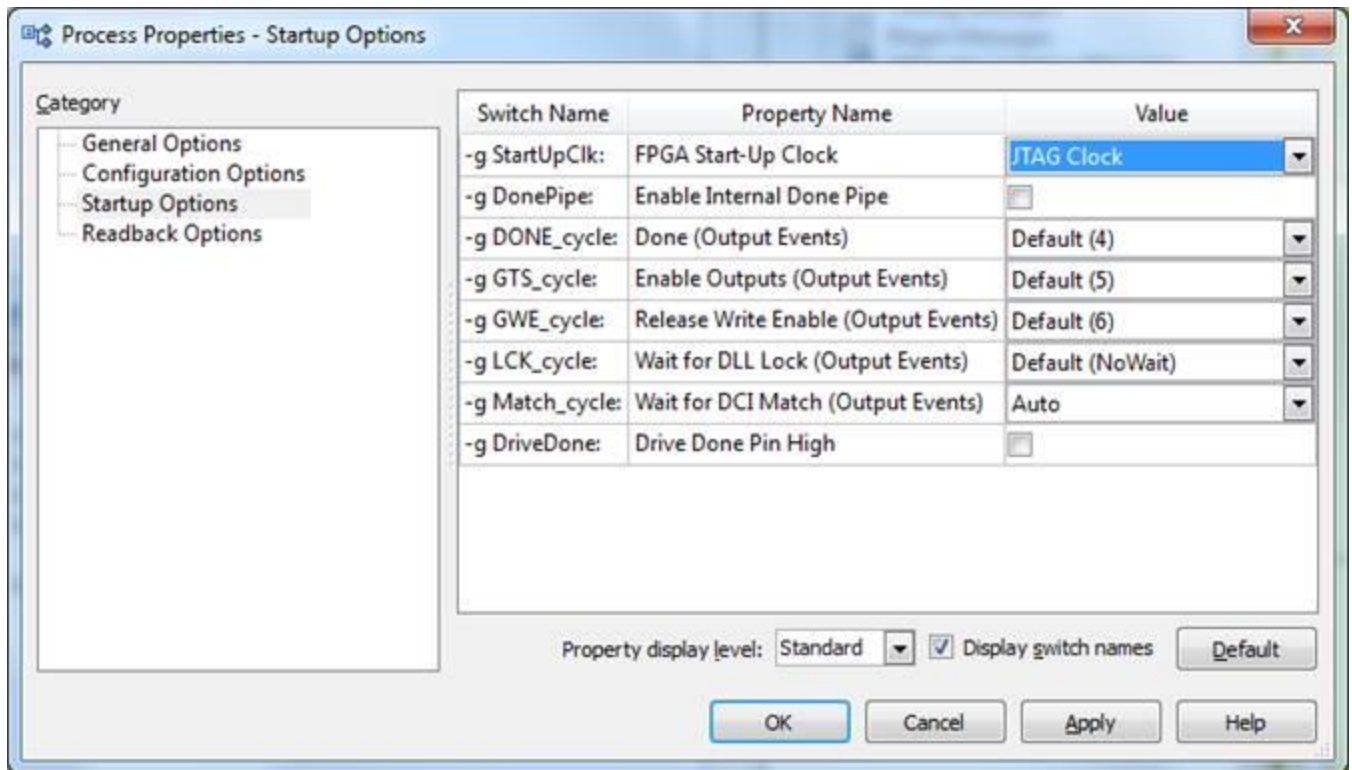 Process Properties - Startup Options
Category
General Options
Configuration Options
Startup Options
Readback Options
Switch Name Property Name Value
-g StartUpClk: FPGA Start-Up Clock JTAG Clock
-g DonePipe: Enable Internal Done Pipe
-g DONE_cycle: Done (Output Events) Default (4)
-g GTS_cycle: Enable Outputs (Output Events) Default (5)
-g GWE_cycle: Release Write Enable (Output Events) Default (6)
-g LCK_cycle: Wait for DLL Lock (Output Events) Default (NoWait)
-g Match_cycle: Wait for DCI Match (Output Events) Auto
-g DriveDone: Drive Done Pin High
Property display level: Standard Display switch names Default
OK Cancel Apply Help